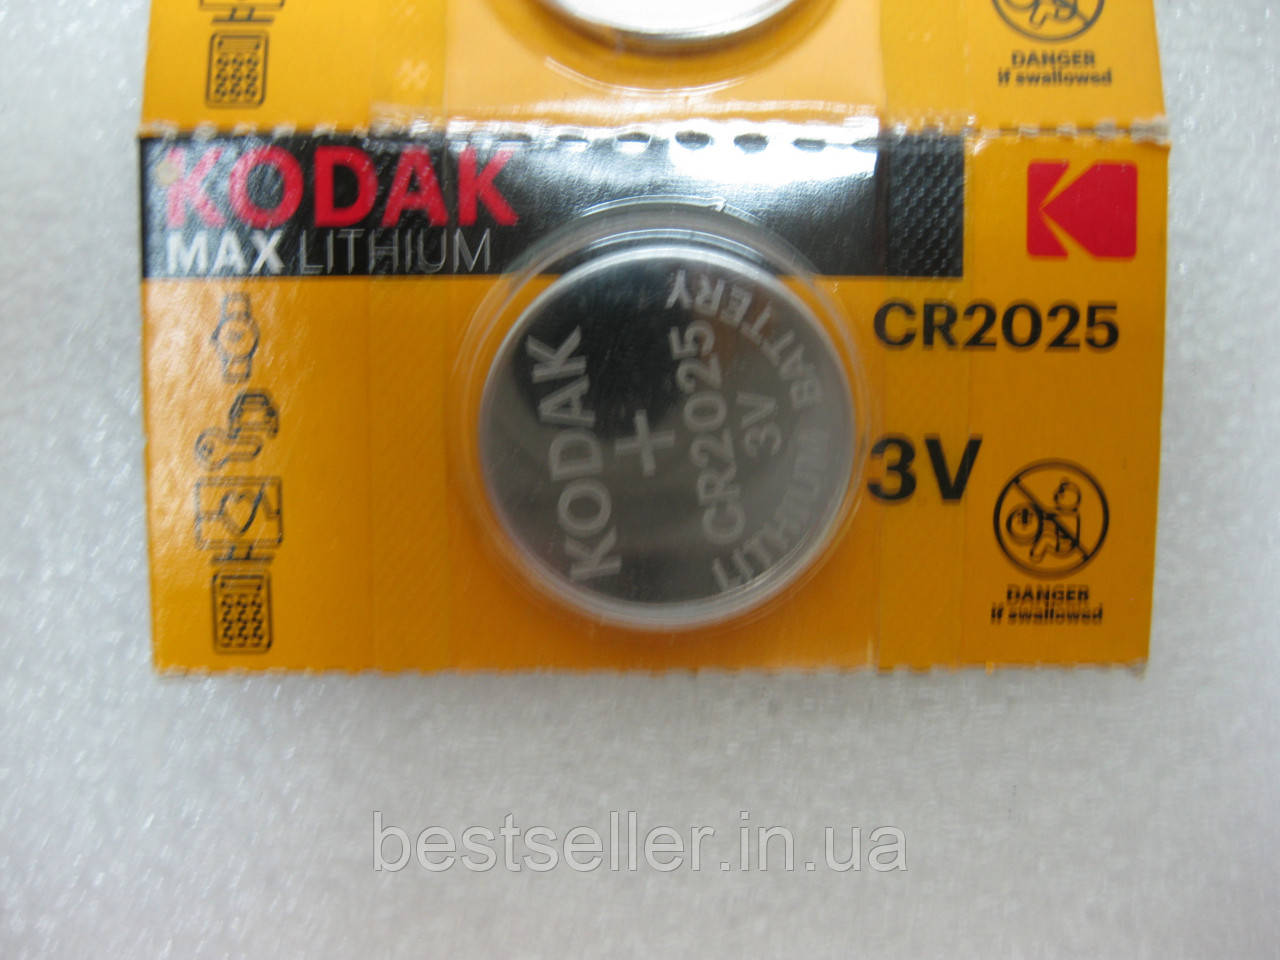 DANGER
if swallowed
KODAK
MAX LITHIUM
CR2025
3V
DANGER
if swallowed
KODAK
+
CR2025
3V
LITHIUM BATTERY
bestseller.in.ua